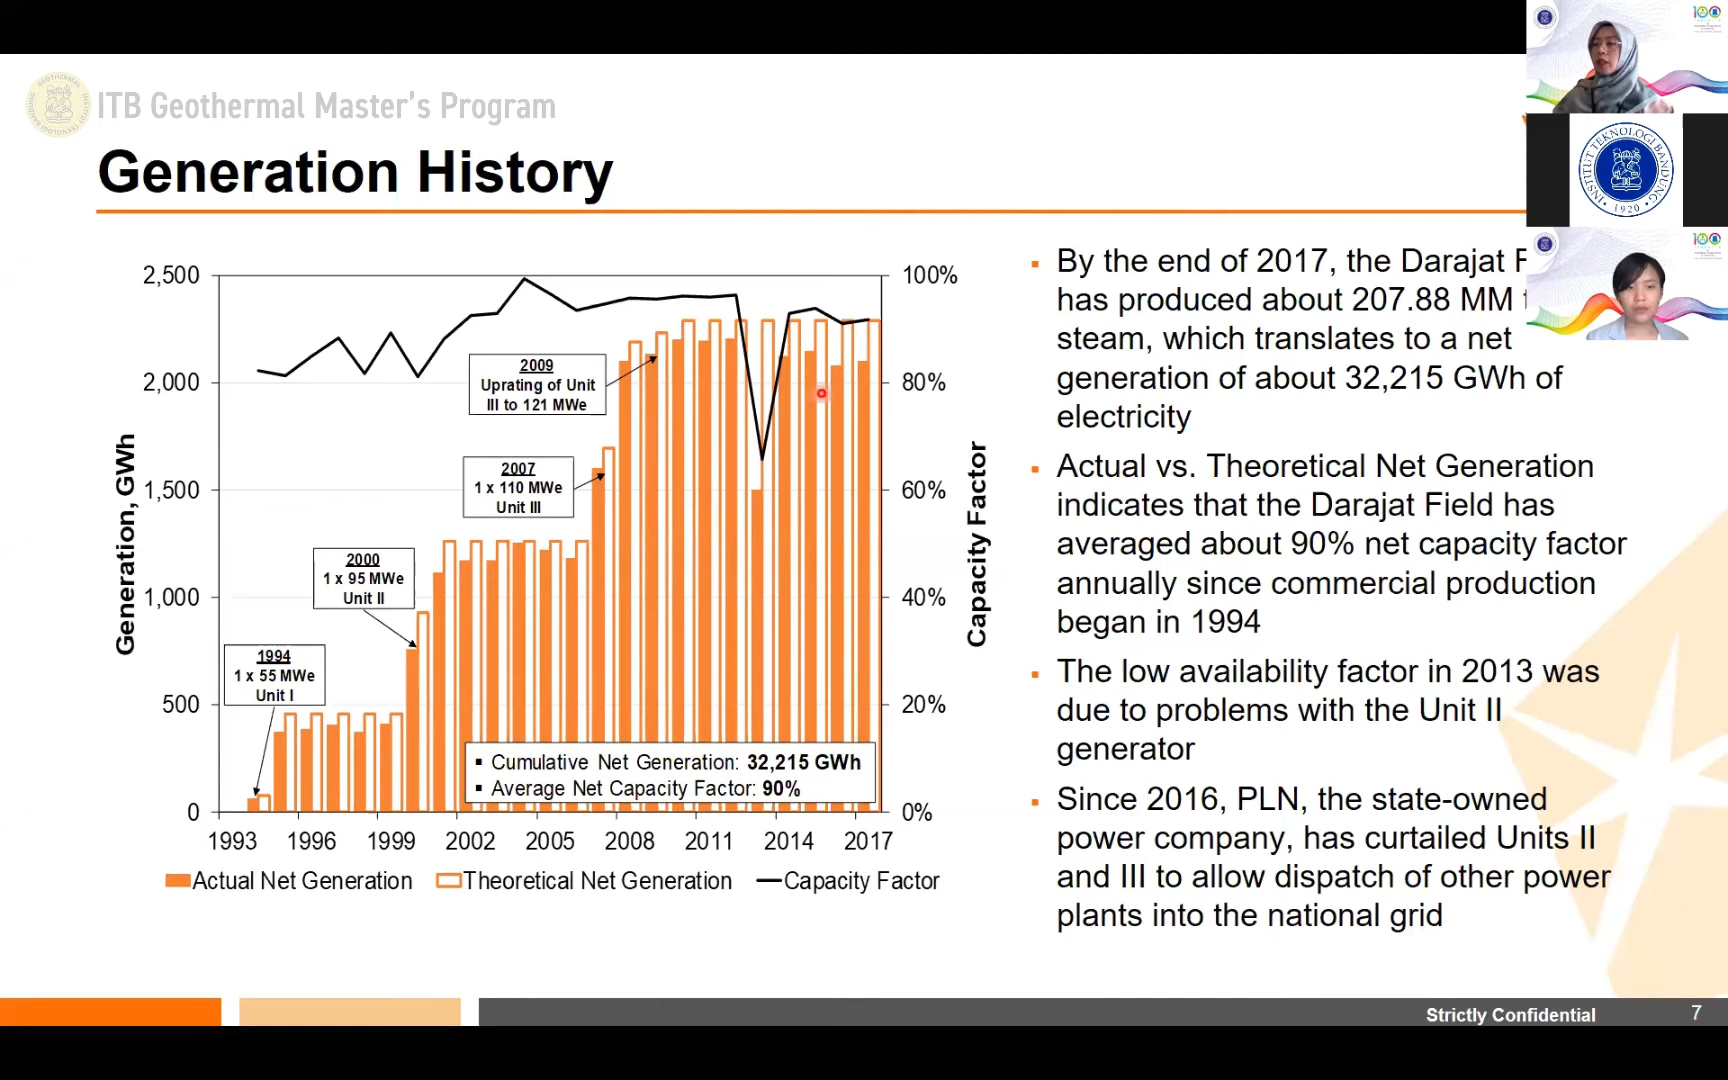 ITB Geothermal Master's Program
Generation History
2,500
2,000
1,500
1,000
500
0
Generation, GWh
100%
80%
60%
40%
20%
0%
Capacity Factor
2009
Uprating of Unit
III to 121 MWe
2007
1 x 110 MWe
Unit III
2000
1 x 95 MWe
Unit II
1994
1 x 55 MWe
Unit I
▪ Cumulative Net Generation: 32,215 GWh
▪ Average Net Capacity Factor: 90%
1993 1996 1999 2002 2005 2008 2011 2014 2017
Actual Net Generation Theoretical Net Generation Capacity Factor
▪ By the end of 2017, the Darajat
has produced about 207.88 MM
steam, which translates to a net
generation of about 32,215 GWh of
electricity
▪ Actual vs. Theoretical Net Generation
indicates that the Darajat Field has
averaged about 90% net capacity factor
annually since commercial production
began in 1994
▪ The low availability factor in 2013 was
due to problems with the Unit II
generator
▪ Since 2016, PLN, the state-owned
power company, has curtailed Units II
and III to allow dispatch of other power
plants into the national grid
INSTITUT TEKNOLOGI BANDUNG
1920
100
100
Strictly Confidential
7